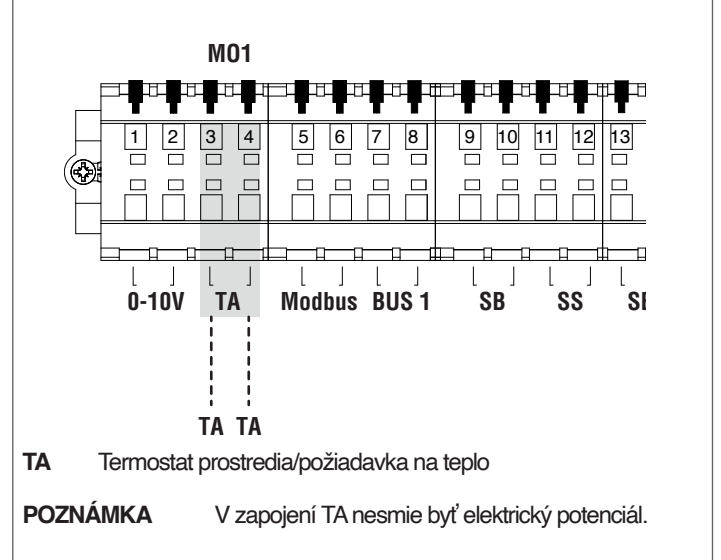 M01
1 2 3 4 5 6 7 8 9 10 11 12 13
0-10V TA Modbus BUS 1 SB SS
TA TA
TA Termostat prostredia/požiadavka na teplo
POZNÁMKA V zapojení TA nesmie byť elektrický potenciál.